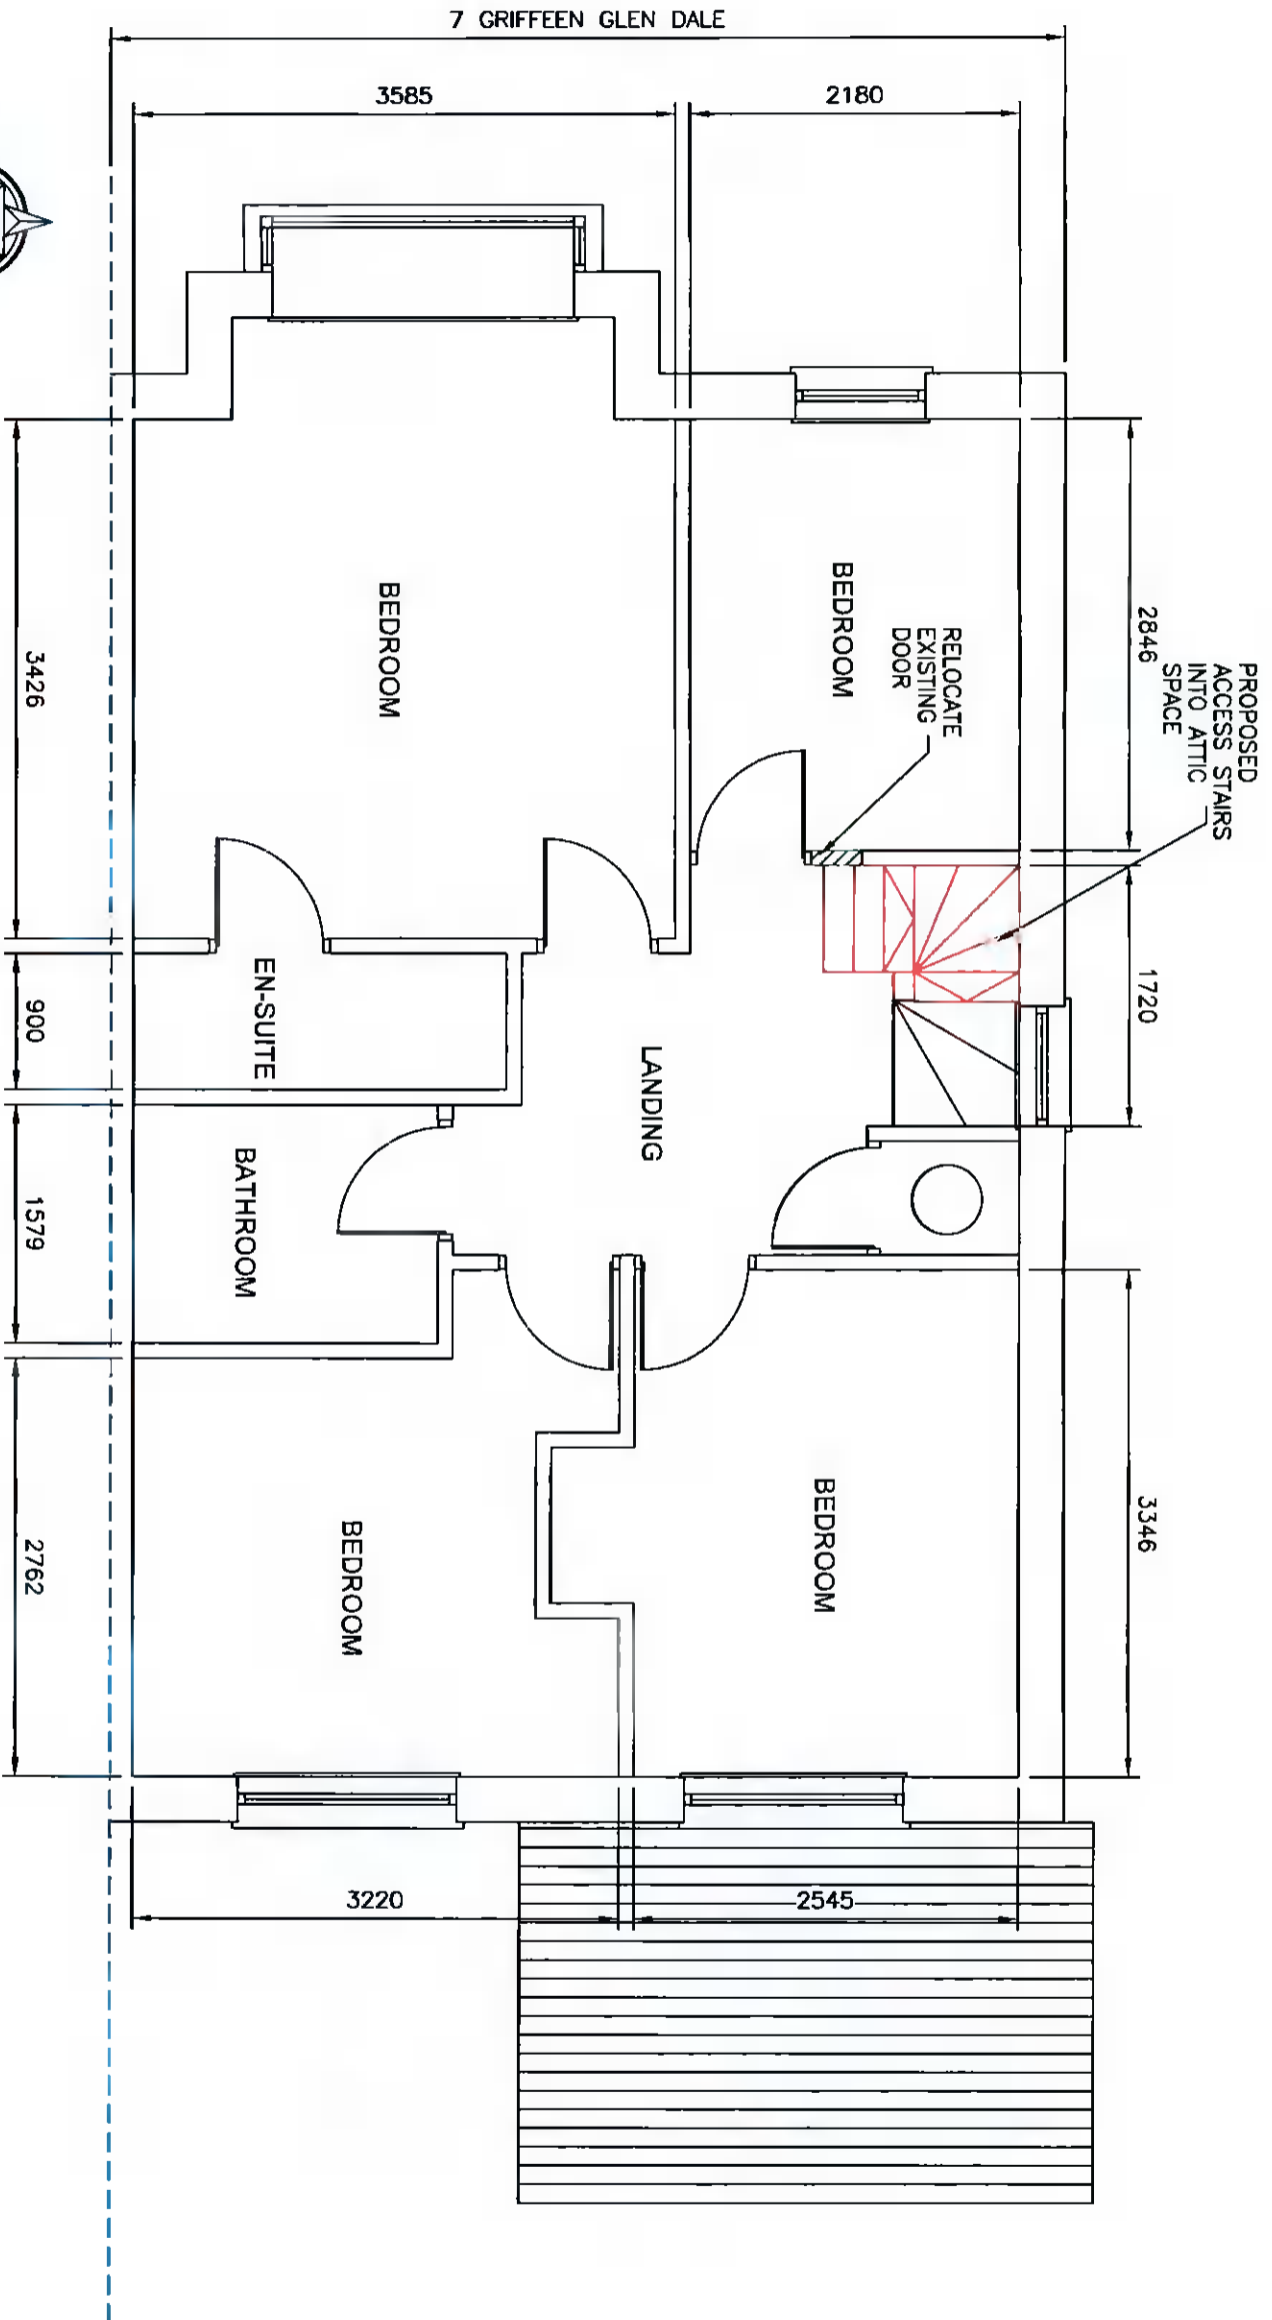 7 GRIFFEEN GLEN DALE
3585
2180
2846
PROPOSED
ACCESS STAIRS
INTO ATTIC
SPACE
BEDROOM
RELOCATE
EXISTING
DOOR
BEDROOM
3426
1720
EN-SUITE
900
LANDING
BATHROOM
1579
3346
BEDROOM
BEDROOM
2762
3220
2545